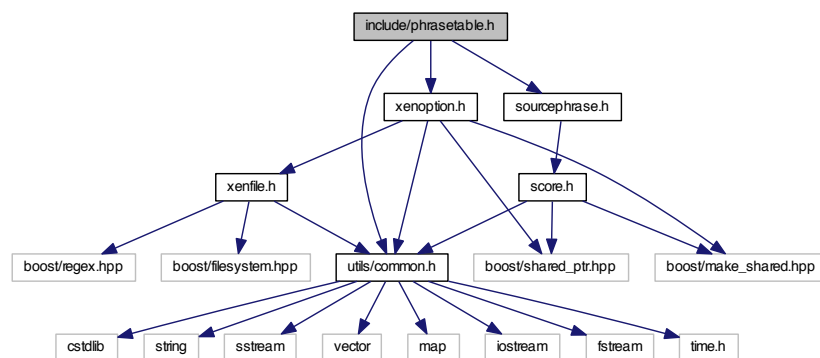 include/phrasetable.h
xenoption.h
sourcephrase.h
xenfile.h
score.h
boost/regex.hpp
boost/filesystem.hpp
utils/common.h
boost/shared_ptr.hpp
boost/make_shared.hpp
cstdlib
string
sstream
vector
map
iostream
fstream
time.h